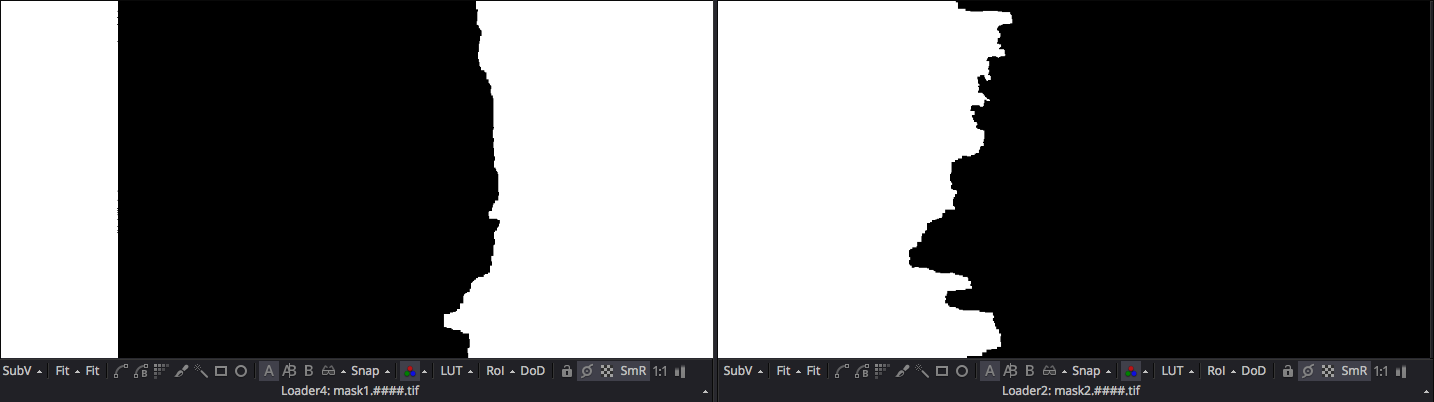 SubV Fit Fit B A AB B Snap LUT RoI DoD SmR 1:1
Loader4: mask1.####.tif
SubV Fit Fit B A AB B Snap LUT RoI DoD SmR 1:1
Loader2: mask2.####.tif